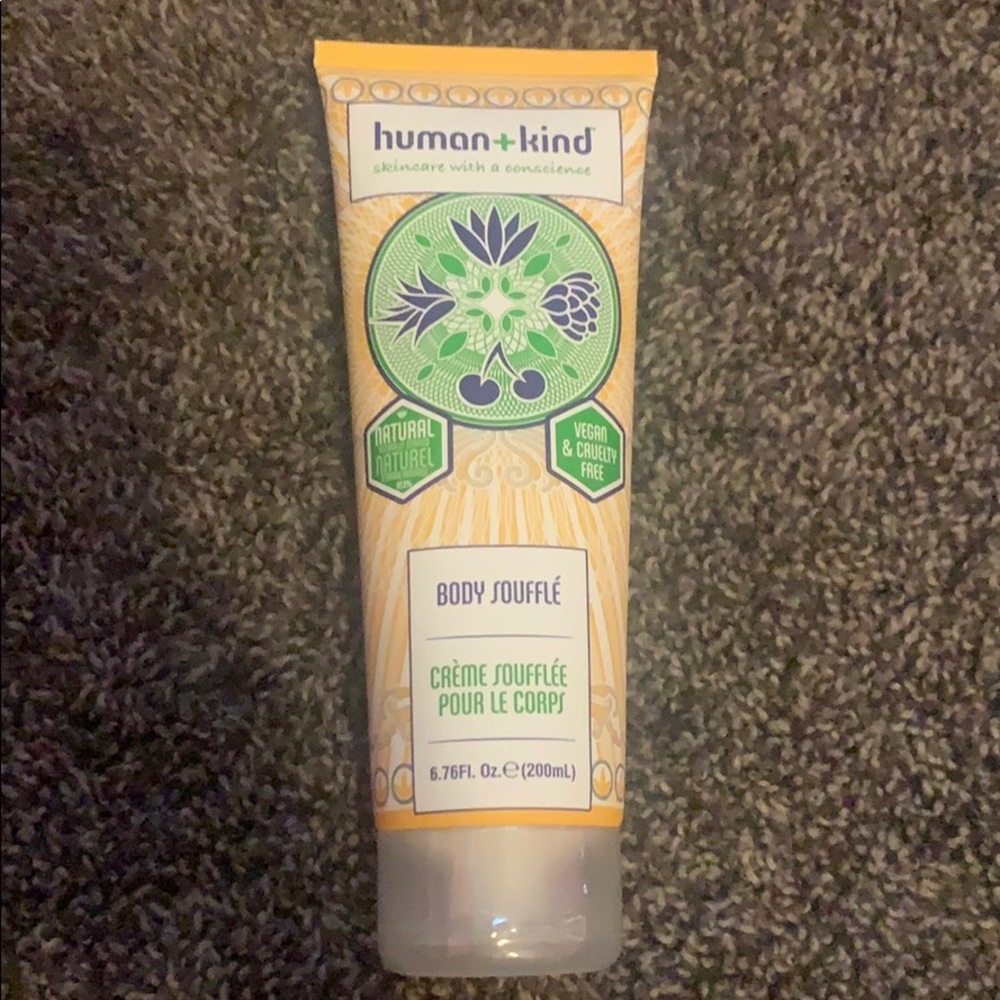 human+kind™
skincare with a conscience
NATURAL
NATUREL
VEGAN
& CRUELTY
FREE
BODY SOUFFLÉ
CRÈME SOUFFLÉE
POUR LE CORPS
6.76Fl. Oz.℮(200mL)